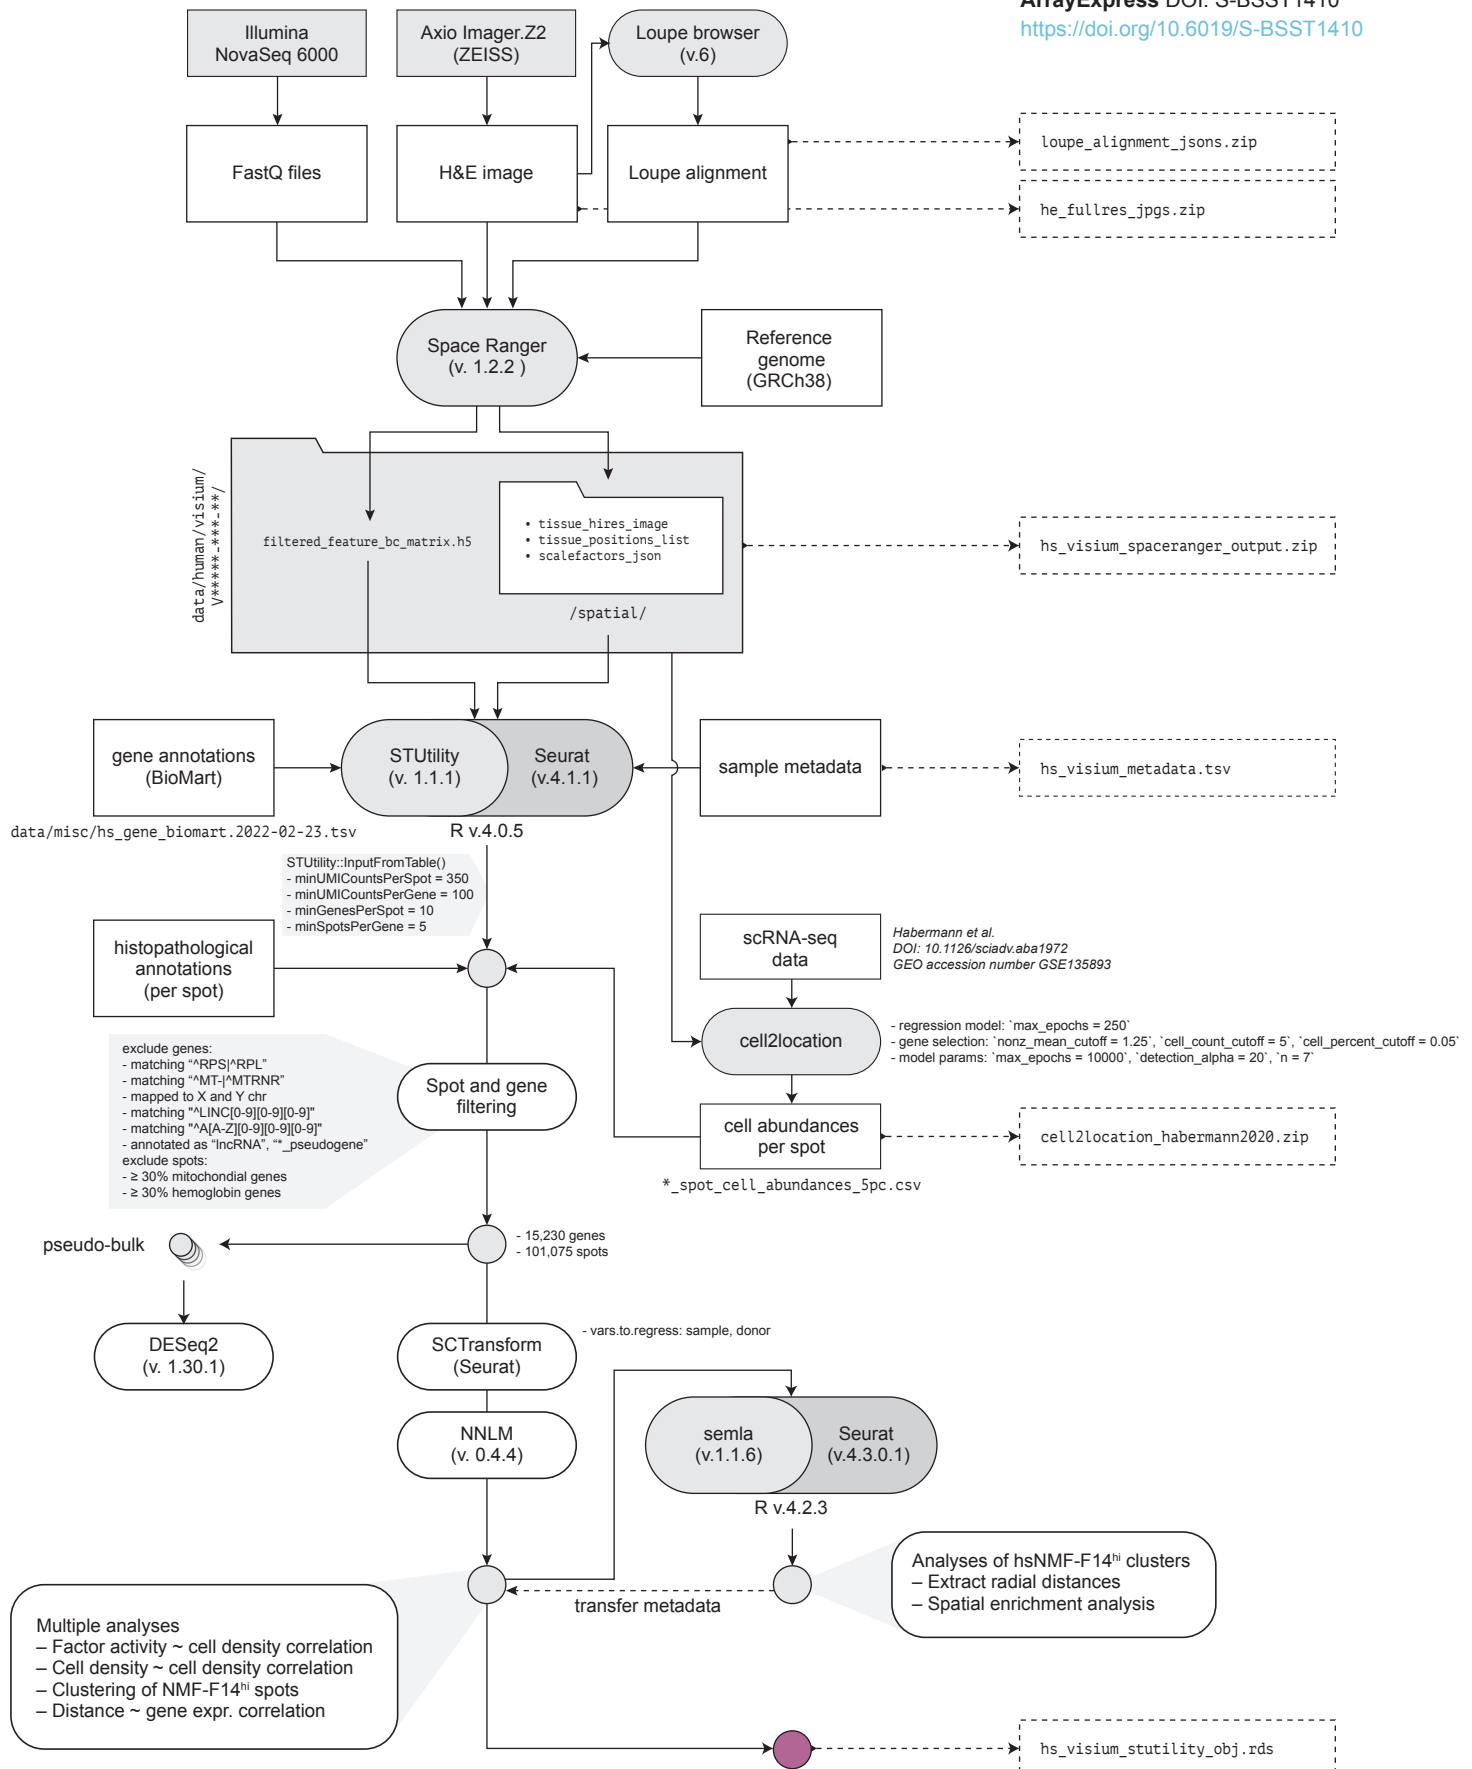 ArrayExpress DOI: S-BSST1410
https://doi.org/10.6019/S-BSST1410
Illumina
NovaSeq 6000
Axio Imager.Z2
(ZEISS)
Loupe browser
(v.6)
FastQ files
H&E image
Loupe alignment
loupe_alignment_jsons.zip
he_fullres_jpgs.zip
Space Ranger
(v. 1.2.2 )
Reference
genome
(GRCh38)
data/human/visium/
V*****-***-**/
filtered_feature_bc_matrix.h5
• tissue_hires_image
• tissue_positions_list
• scalefactors_json
/spatial/
hs_visium_spaceranger_output.zip
gene annotations
(BioMart)
data/misc/hs_gene_biomart.2022-02-23.tsv
STUtility
(v. 1.1.1)
Seurat
(v.4.1.1)
R v.4.0.5
sample metadata
hs_visium_metadata.tsv
STUtility::InputFromTable()
- minUMICountsPerSpot = 350
- minUMICountsPerGene = 100
- minGenesPerSpot = 10
- minSpotsPerGene = 5
histopathological
annotations
(per spot)
scRNA-seq
data
Habermann et al.
DOI: 10.1126/sciadv.aba1972
GEO accession number GSE135893
cell2location
- regression model: `max_epochs = 250`
- gene selection: `nonz_mean_cutoff = 1.25`, `cell_count_cutoff = 5`, `cell_percent_cutoff = 0.05`
- model params: `max_epochs = 10000`, `detection_alpha = 20`, `n = 7`
exclude genes:
- matching “^RPS|^RPL”
- matching “^MT-|^MTRNR”
- mapped to X and Y chr
- matching "^LINC[0-9][0-9][0-9]"
- matching "^A[A-Z][0-9][0-9][0-9]"
- annotated as “lncRNA”, “*_pseudogene”
exclude spots:
- ≥ 30% mitochondial genes
- ≥ 30% hemoglobin genes
Spot and gene
filtering
cell abundances
per spot
*_spot_cell_abundances_5pc.csv
cell2location_habermann2020.zip
pseudo-bulk
- 15,230 genes
- 101,075 spots
DESeq2
(v. 1.30.1)
SCTransform
(Seurat)
- vars.to.regress: sample, donor
NNLM
(v. 0.4.4)
semla
(v.1.1.6)
Seurat
(v.4.3.0.1)
R v.4.2.3
Analyses of hsNMF-F14ʰⁱ clusters
– Extract radial distances
– Spatial enrichment analysis
transfer metadata
Multiple analyses
– Factor activity ~ cell density correlation
– Cell density ~ cell density correlation
– Clustering of NMF-F14ʰⁱ spots
– Distance ~ gene expr. correlation
hs_visium_stutility_obj.rds